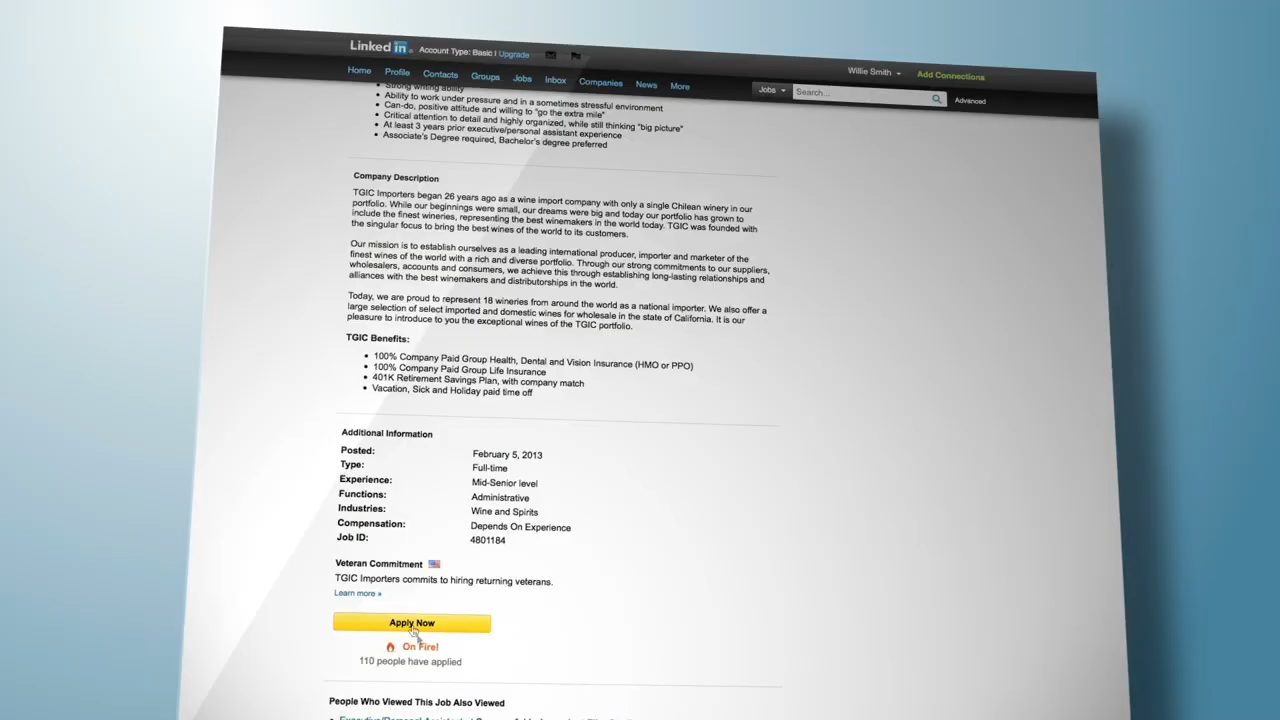 Linked in. Account Type: Basic | Upgrade
Willie Smith Add Connections
Home Profile Contacts Groups Jobs Inbox Companies News More
Jobs Search... Advanced
Strong writing ability
Ability to work under pressure and in a sometimes stressful environment
Can-do, positive attitude and willing to "go the extra mile"
Critical attention to detail and highly organized, while still thinking "big picture"
At least 3 years prior executive/personal assistant experience
Associate's Degree required, Bachelor's degree preferred
Company Description
TGIC Importers began 26 years ago as a wine import company with only a single Chilean winery in our
portfolio. While our beginnings were small, our dreams were big and today our portfolio has grown to
include the finest wineries, representing the best winemakers in the world today. TGIC was founded with
the singular focus to bring the best wines of the world to its customers.
Our mission is to establish ourselves as a leading international producer, importer and marketer of the
finest wines of the world with a rich and diverse portfolio. Through our strong commitments to our suppliers,
wholesalers, accounts and consumers, we achieve this through establishing long-lasting relationships and
alliances with the best winemakers and distributorships in the world.
Today, we are proud to represent 18 wineries from around the world as a national importer. We also offer a
large selection of select imported and domestic wines for wholesale in the state of California. It is our
pleasure to introduce to you the exceptional wines of the TGIC portfolio.
TGIC Benefits:
100% Company Paid Group Health, Dental and Vision Insurance (HMO or PPO)
100% Company Paid Group Life Insurance
401K Retirement Savings Plan, with company match
Vacation, Sick and Holiday paid time off
Additional Information
Posted: February 5, 2013
Type: Full-time
Experience: Mid-Senior level
Functions: Administrative
Industries: Wine and Spirits
Compensation: Depends On Experience
Job ID: 4801184
Veteran Commitment
TGIC Importers commits to hiring returning veterans.
Learn more »
Apply Now
On Fire!
110 people have applied
People Who Viewed This Job Also Viewed